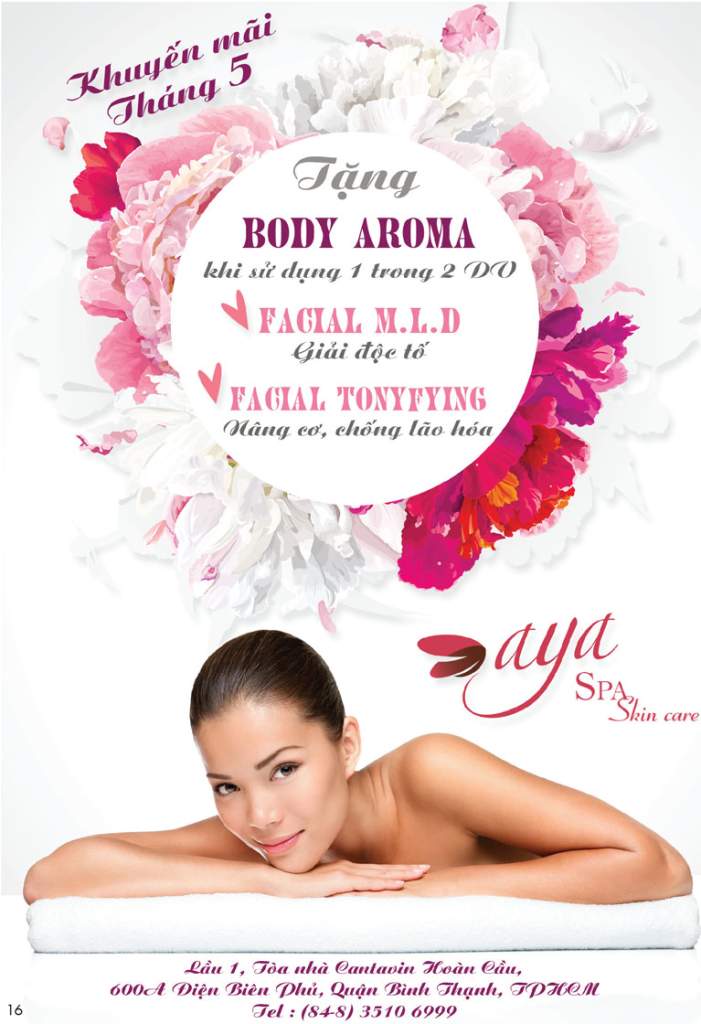 Khuyến mãi
Tháng 5
Tặng
BODY AROMA
khi sử dụng 1 trong 2 DV
FACIAL M.L.D
Giải độc tố
FACIAL TONYFYING
Nâng cơ, chống lão hóa
aya
SPA
Skin care
Lầu 1, Tòa nhà Cantavin Hoàn Cầu,
600A Điện Biên Phủ, Quận Bình Thạnh, TPHCM
Tel : (84-8) 3510 6999
16